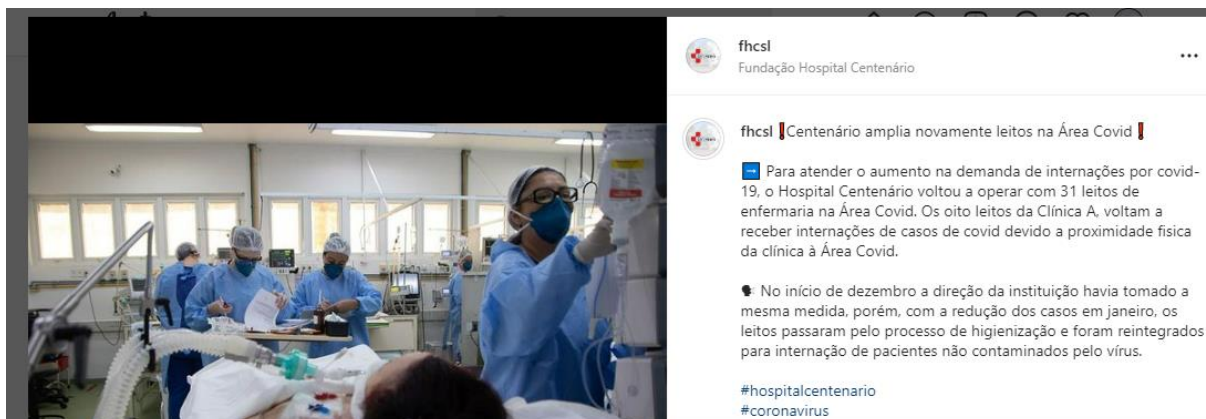 fhcsl
Fundação Hospital Centenário
fhcsl ❗Centenário amplia novamente leitos na Área Covid ❗
➡ Para atender o aumento na demanda de internações por covid-
19, o Hospital Centenário voltou a operar com 31 leitos de
enfermaria na Área Covid. Os oito leitos da Clínica A, voltam a
receber internações de casos de covid devido a proximidade fisica
da clínica à Área Covid.
🗣 No início de dezembro a direção da instituição havia tomado a
mesma medida, porém, com a redução dos casos em janeiro, os
leitos passaram pelo processo de higienização e foram reintegrados
para internação de pacientes não contaminados pelo vírus.
#hospitalcentenario
#coronavirus